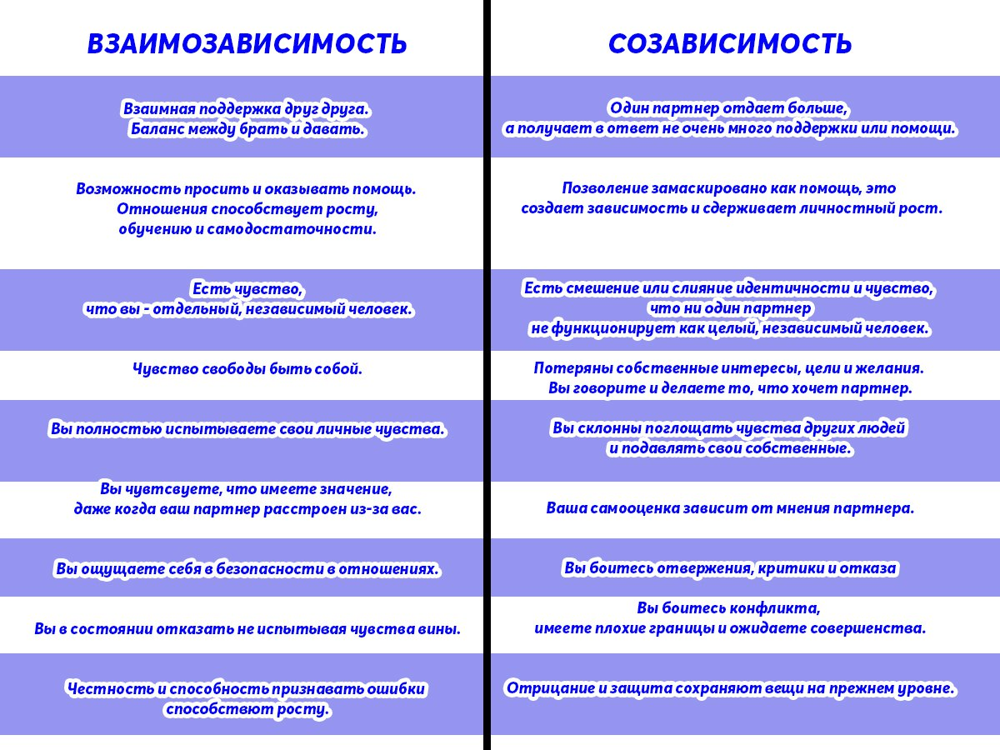 ВЗАИМОЗАВИСИМОСТЬ
СОЗАВИСИМОСТЬ
Взаимная поддержка друг друга.
Баланс между брать и давать.
Один партнер отдает больше,
а получает в ответ не очень много поддержки или помощи.
Возможность просить и оказывать помощь.
Отношения способствует росту,
обучению и самодостаточности.
Позволение замаскировано как помощь, это
создает зависимость и сдерживает личностный рост.
Есть чувство,
что вы - отдельный, независимый человек.
Есть смешение или слияние идентичности и чувство,
что ни один партнер
не функционирует как целый, независимый человек.
Чувство свободы быть собой.
Потеряны собственные интересы, цели и желания.
Вы говорите и делаете то, что хочет партнер.
Вы полностью испытываете свои личные чувства.
Вы склонны поглощать чувства других людей
и подавлять свои собственные.
Вы чувтсвуете, что имеете значение,
даже когда ваш партнер расстроен из-за вас.
Ваша самооценка зависит от мнения партнера.
Вы ощущаете себя в безопасности в отношениях.
Вы боитесь отвержения, критики и отказа
Вы в состоянии отказать не испытывая чувства вины.
Вы боитесь конфликта,
имеете плохие границы и ожидаете совершенства.
Честность и способность признавать ошибки
способствют росту.
Отрицание и защита сохраняют вещи на прежнем уровне.